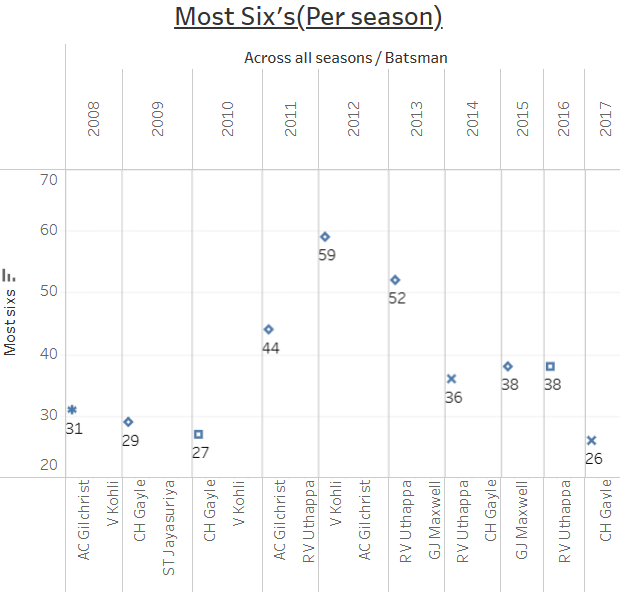 Most Six's(Per season)
Across all seasons / Batsman
2008 2009 2010 2011 2012 2013 2014 2015 2016 2017
Most sixs
70
60
50
40
30
20
31
29
27
44
59
52
36
38
38
26
AC Gilchrist
V Kohli
CH Gayle
ST Jayasuriya
CH Gayle
V Kohli
AC Gilchrist
RV Uthappa
V Kohli
AC Gilchrist
RV Uthappa
GJ Maxwell
RV Uthappa
CH Gayle
GJ Maxwell
RV Uthappa
CH Gayle